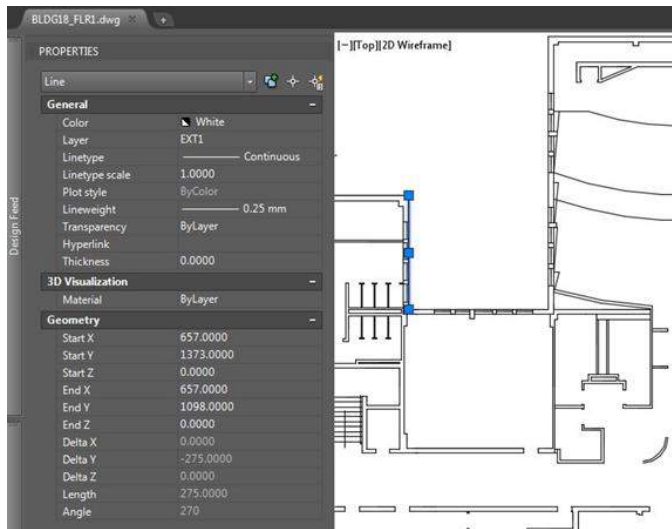 BLDG18_FLR1.dwg
PROPERTIES
[−][Top][2D Wireframe]
Line
General
Color White
Layer EXT1
Linetype Continuous
Linetype scale 1.0000
Plot style ByColor
Lineweight 0.25 mm
Transparency ByLayer
Hyperlink
Thickness 0.0000
3D Visualization
Material ByLayer
Geometry
Start X 657.0000
Start Y 1373.0000
Start Z 0.0000
End X 657.0000
End Y 1098.0000
End Z 0.0000
Delta X 0.0000
Delta Y -275.0000
Delta Z 0.0000
Length 275.0000
Angle 270
Design Feed